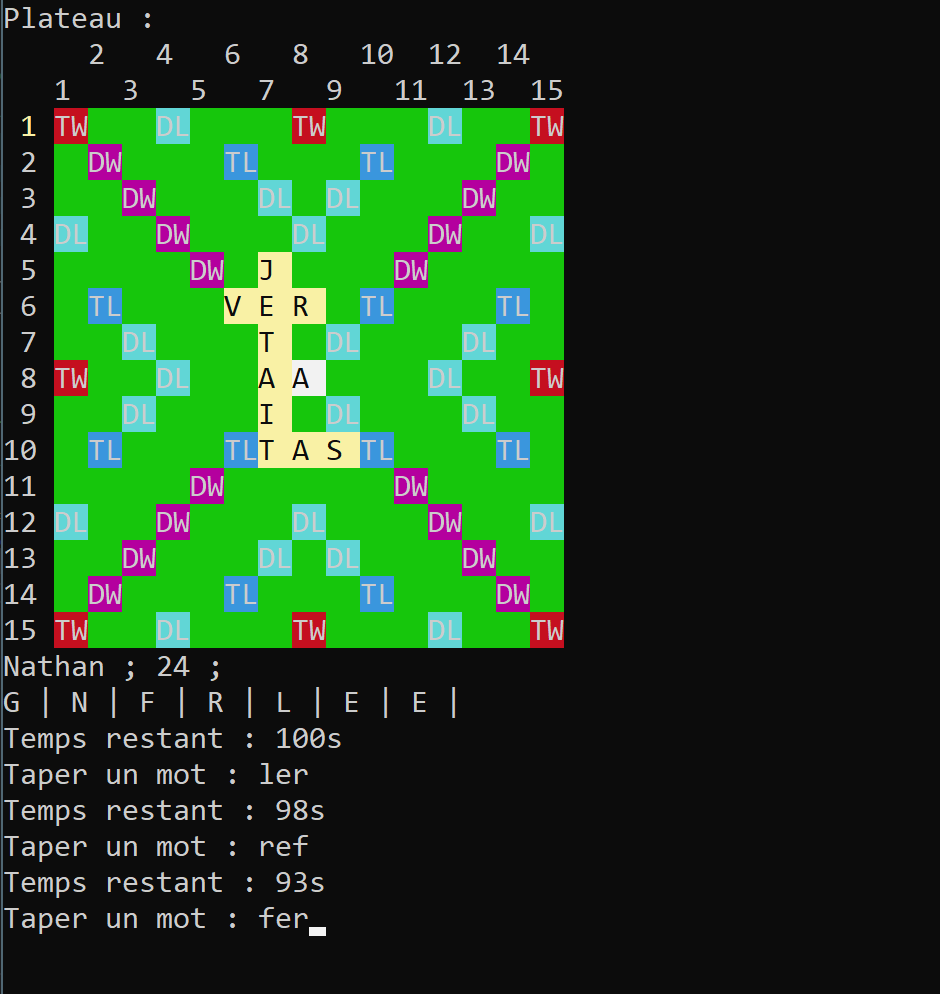 Plateau :
2 4 6 8 10 12 14
1 3 5 7 9 11 13 15
1 TW DL TW DL TW
2 DW TL TL DW
3 DW DL DL DW
4 DL DW DL DW DL
5 DW J DW
6 TL V E R TL TL
7 DL T DL DL
8 TW DL A A DL TW
9 DL I DL DL
10 TL TL T A S TL TL
11 DW DW
12 DL DW DL DW DL
13 DW DL DL DW
14 DW TL TL DW
15 TW DL TW DL TW
Nathan ; 24 ;
G | N | F | R | L | E | E |
Temps restant : 100s
Taper un mot : ler
Temps restant : 98s
Taper un mot : ref
Temps restant : 93s
Taper un mot : fer